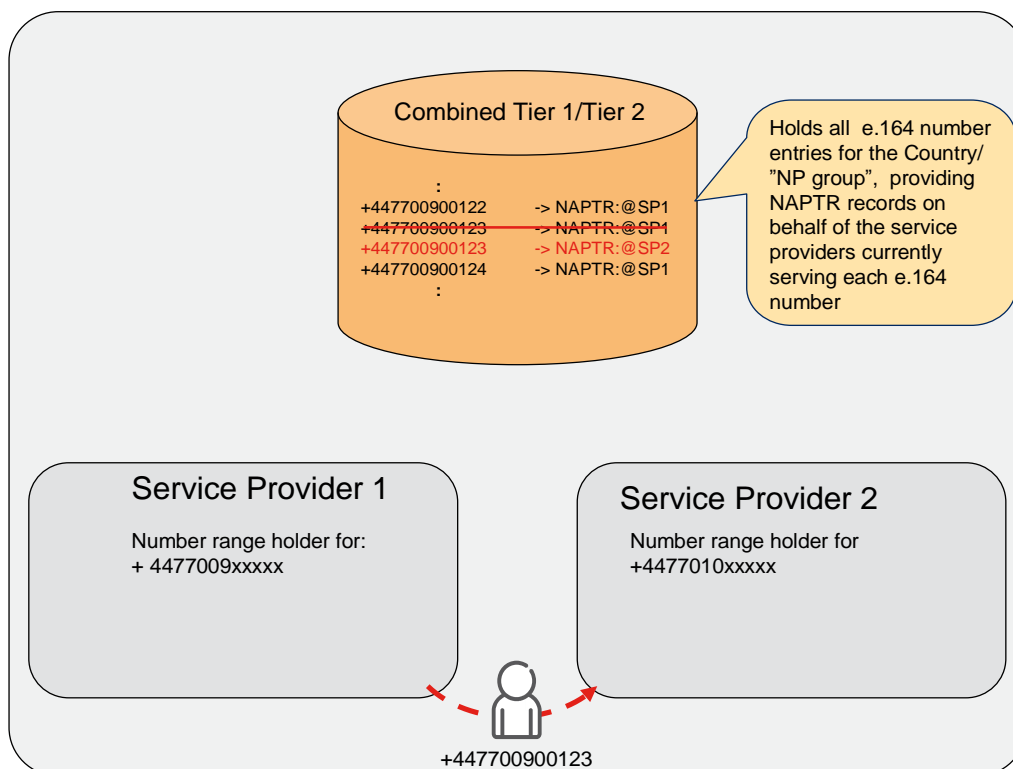 Combined Tier 1/Tier 2
:
+447700900122 -> NAPTR:@SP1
+447700900123 -> NAPTR:@SP1
+447700900123 -> NAPTR:@SP2
+447700900124 -> NAPTR:@SP1
:
Holds all e.164 number
entries for the Country/
”NP group”, providing
NAPTR records on
behalf of the service
providers currently
serving each e.164
number
Service Provider 1
Number range holder for:
+ 4477009xxxxx
Service Provider 2
Number range holder for
+4477010xxxxx
+447700900123